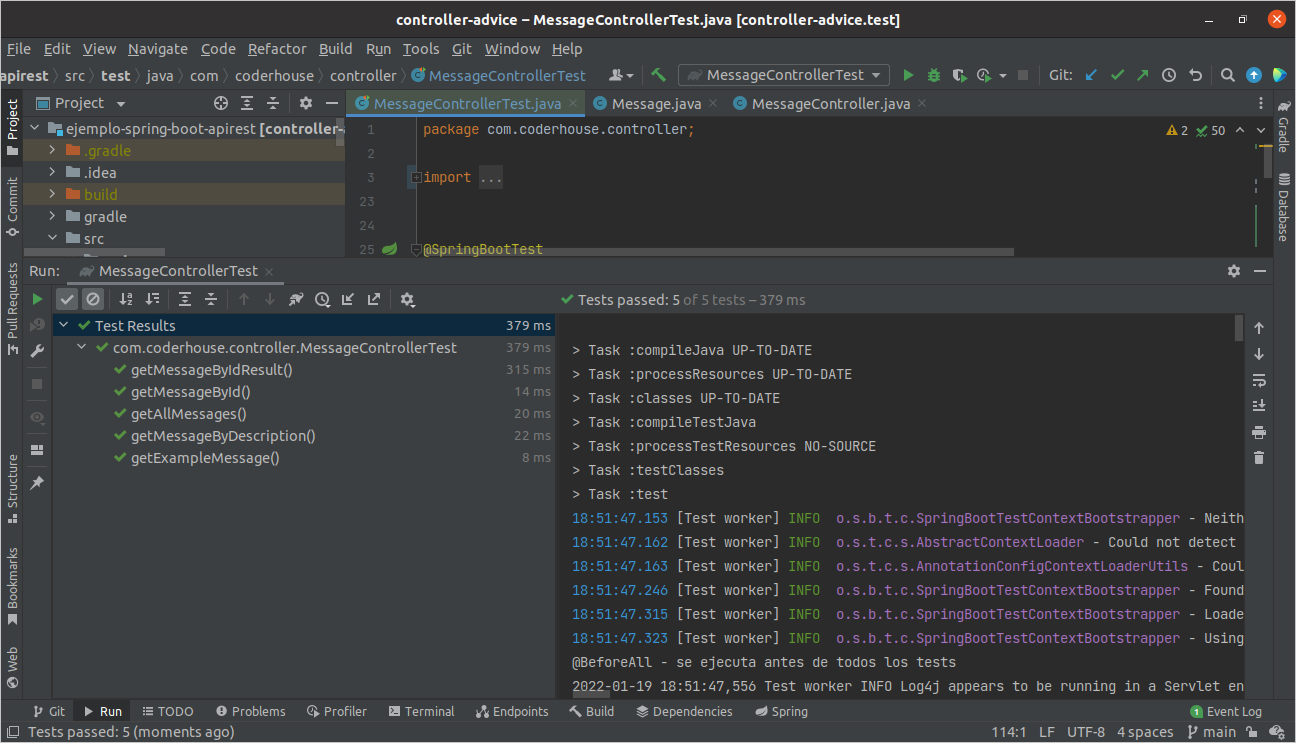 controller-advice – MessageControllerTest.java [controller-advice.test]
File Edit View Navigate Code Refactor Build Run Tools Git Window Help
apirest › src › test › java › com › coderhouse › controller › MessageControllerTest
MessageControllerTest
Git:
Project
MessageControllerTest.java
Message.java
MessageController.java
ejemplo-spring-boot-apirest [controller-a
.gradle
.idea
build
gradle
src
1 package com.coderhouse.controller;
2
3 import ...
23
24
25 @SpringBootTest
2 50
Project
Commit
Pull Requests
Structure
Bookmarks
Web
Gradle
Database
Run: MessageControllerTest
Tests passed: 5 of 5 tests – 379 ms
Test Results 379 ms
com.coderhouse.controller.MessageControllerTest 379 ms
getMessageByIdResult() 315 ms
getMessageById() 14 ms
getAllMessages() 20 ms
getMessageByDescription() 22 ms
getExampleMessage() 8 ms
> Task :compileJava UP-TO-DATE
> Task :processResources UP-TO-DATE
> Task :classes UP-TO-DATE
> Task :compileTestJava
> Task :processTestResources NO-SOURCE
> Task :testClasses
> Task :test
18:51:47.153 [Test worker] INFO  o.s.b.t.c.SpringBootTestContextBootstrapper - Neith
18:51:47.162 [Test worker] INFO  o.s.t.c.s.AbstractContextLoader - Could not detect
18:51:47.163 [Test worker] INFO  o.s.t.c.s.AnnotationConfigContextLoaderUtils - Coul
18:51:47.246 [Test worker] INFO  o.s.b.t.c.SpringBootTestContextBootstrapper - Found
18:51:47.315 [Test worker] INFO  o.s.b.t.c.SpringBootTestContextBootstrapper - Loade
18:51:47.323 [Test worker] INFO  o.s.b.t.c.SpringBootTestContextBootstrapper - Using
@BeforeAll - se ejecuta antes de todos los tests
2022-01-19 18:51:47,556 Test worker INFO Log4j appears to be running in a Servlet en
Git Run TODO Problems Profiler Terminal Endpoints Build Dependencies Spring 1 Event Log
Tests passed: 5 (moments ago) 114:1 LF UTF-8 4 spaces main